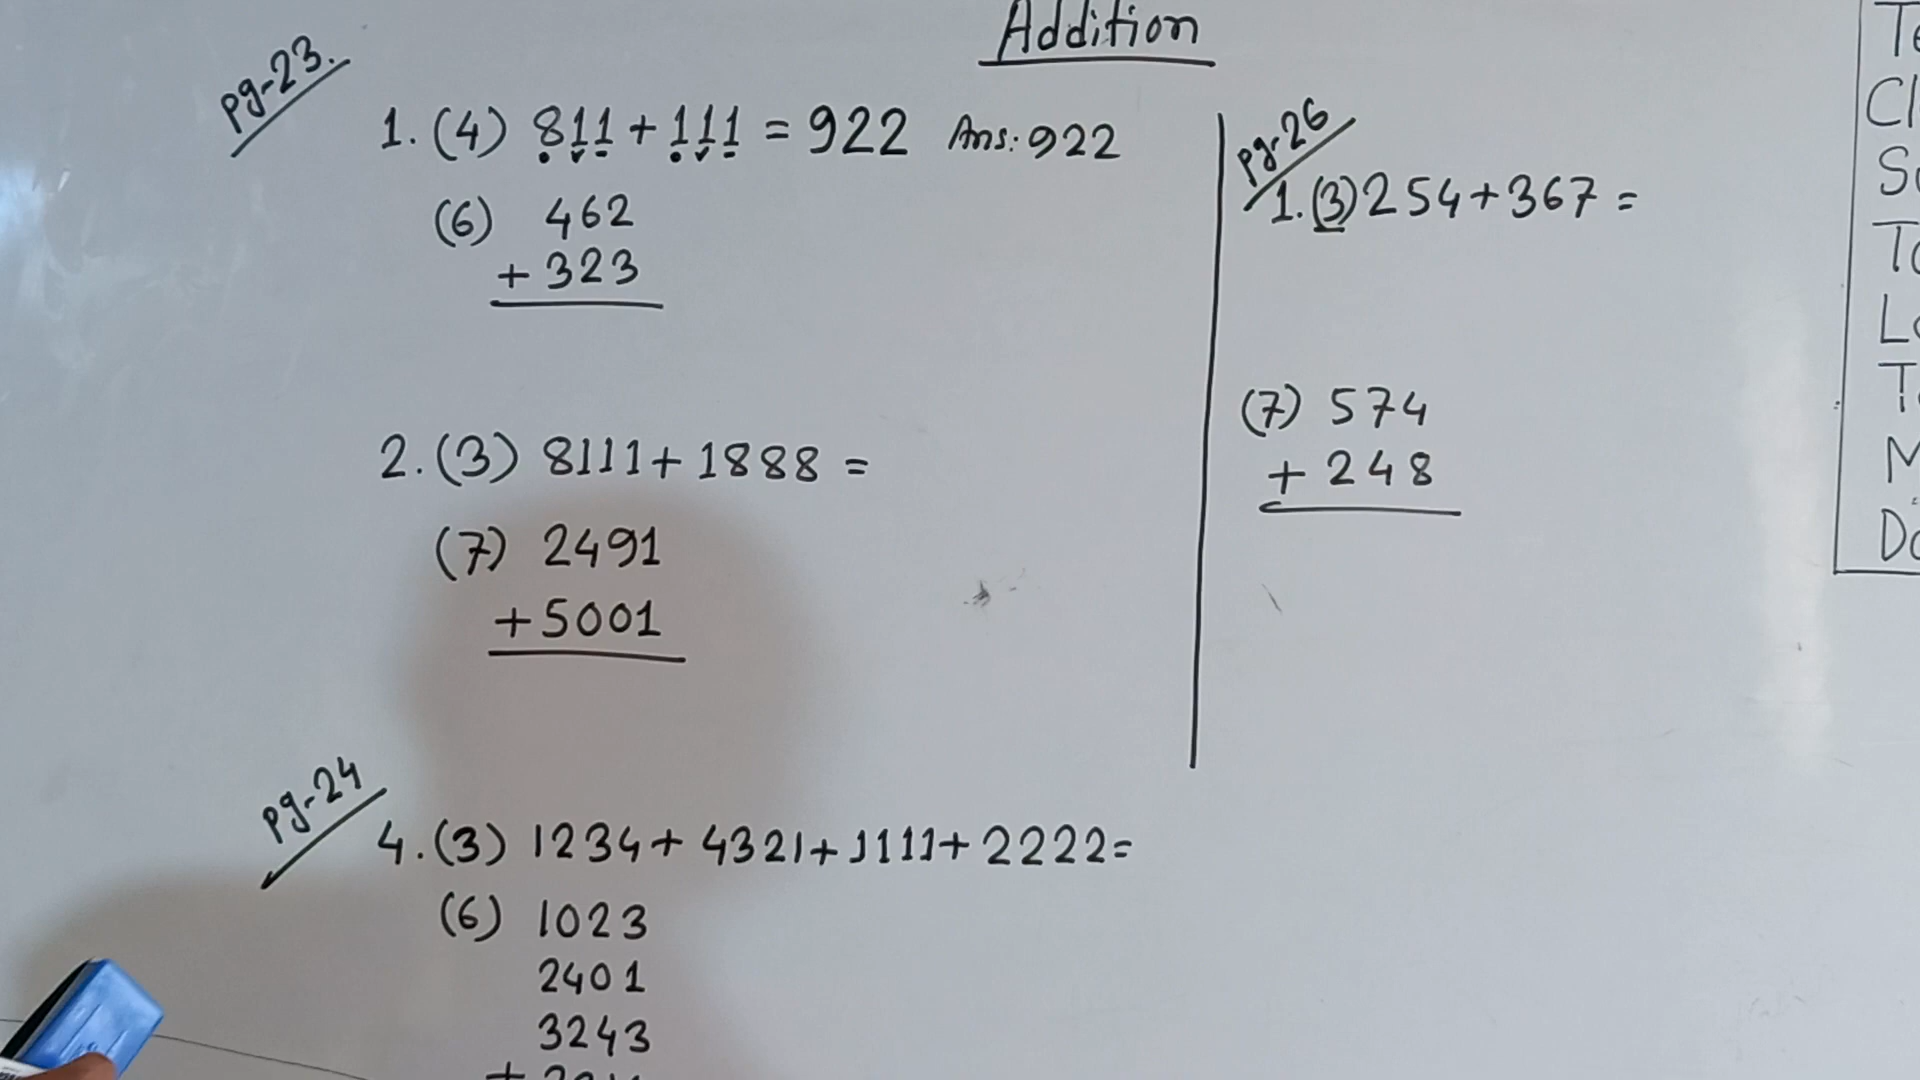 Addition
pg-23.
1. (4) 811 + 111 = 922 Ans: 922
(6) 462
+ 323
2. (3) 8111 + 1888 =
(7) 2491
+ 5001
pg-24
4. (3) 1234 + 4321 + 1111 + 2222 =
(6) 1023
2401
3243
+
pg-26
1. (3) 254 + 367 =
(7) 574
+ 248